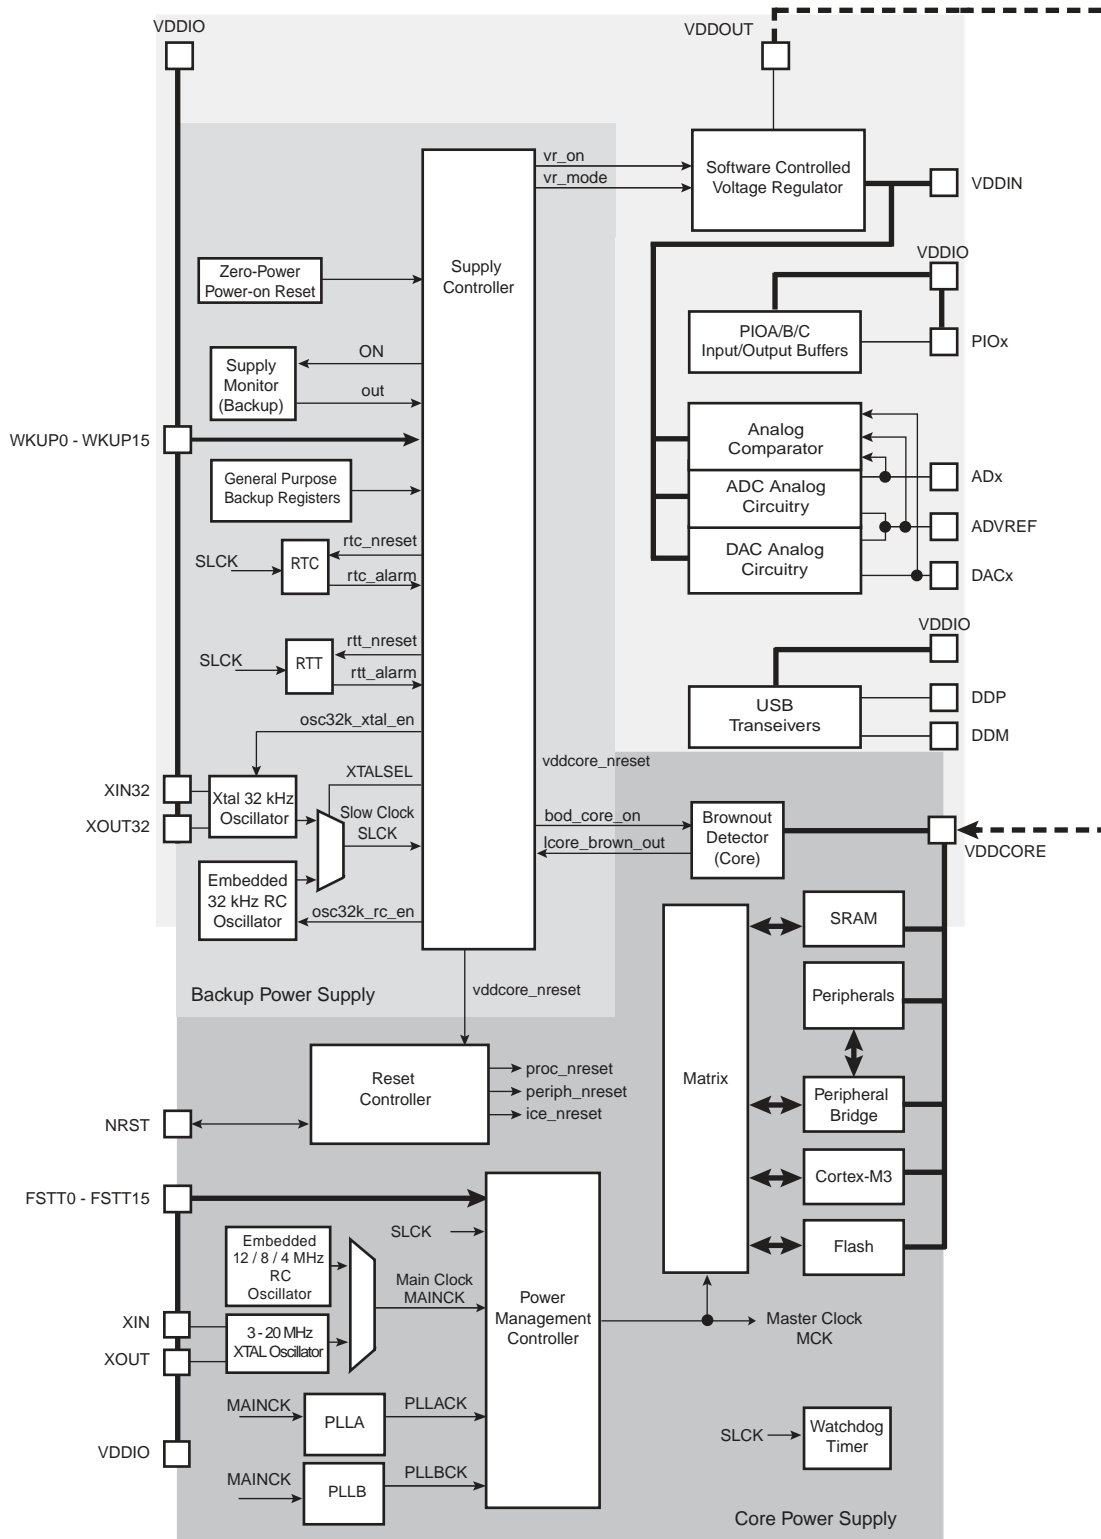 VDDIO
VDDOUT
vr_on
vr_mode
Software Controlled
Voltage Regulator
VDDIN
Zero-Power
Power-on Reset
Supply
Controller
VDDIO
PIOA/B/C
Input/Output Buffers
PIOx
Supply
Monitor
(Backup)
ON
out
WKUP0 - WKUP15
General Purpose
Backup Registers
Analog
Comparator
ADC Analog
Circuitry
DAC Analog
Circuitry
ADx
ADVREF
DACx
SLCK
RTC
rtc_nreset
rtc_alarm
SLCK
RTT
rtt_nreset
rtt_alarm
VDDIO
USB
Transeivers
DDP
DDM
osc32k_xtal_en
vddcore_nreset
XTALSEL
XIN32
XOUT32
Xtal 32 kHz
Oscillator
Slow Clock
SLCK
bod_core_on
lcore_brown_out
Brownout
Detector
(Core)
VDDCORE
Embedded
32 kHz RC
Oscillator
osc32k_rc_en
SRAM
Backup Power Supply
vddcore_nreset
Peripherals
Reset
Controller
proc_nreset
periph_nreset
ice_nreset
Matrix
Peripheral
Bridge
NRST
Cortex-M3
FSTT0 - FSTT15
SLCK
Flash
Embedded
12 / 8 / 4 MHz
RC
Oscillator
Main Clock
MAINCK
Power
Management
Controller
XIN
XOUT
3 - 20 MHz
XTAL Oscillator
Master Clock
MCK
MAINCK
PLLA
PLLACK
VDDIO
SLCK
Watchdog
Timer
MAINCK
PLLB
PLLBCK
Core Power Supply